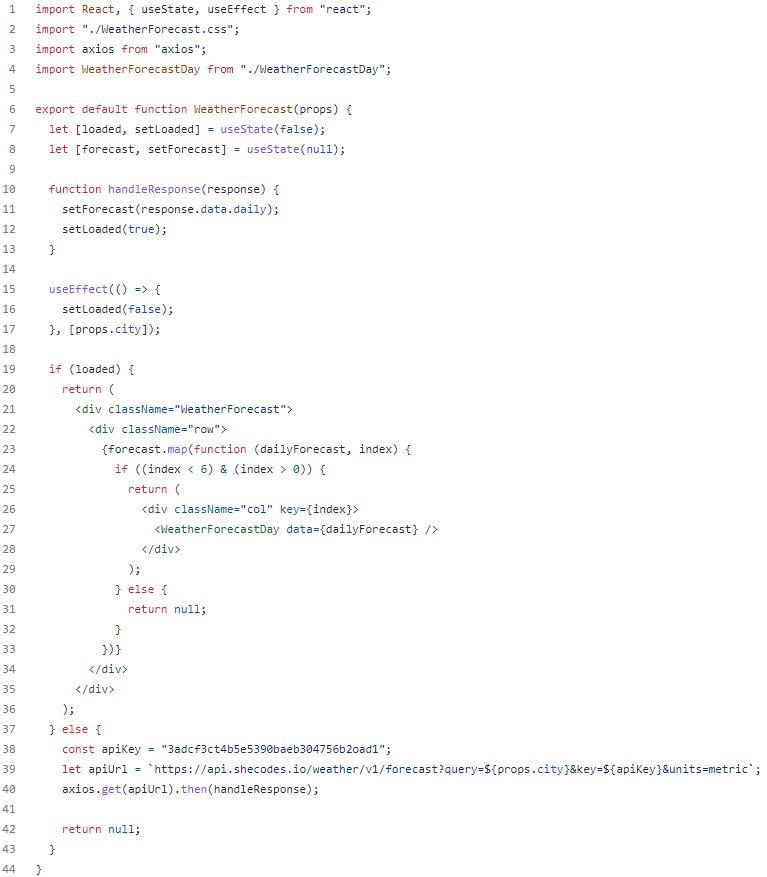 1 import React, { useState, useEffect } from "react";
2 import "./WeatherForecast.css";
3 import axios from "axios";
4 import WeatherForecastDay from "./WeatherForecastDay";
5
6 export default function WeatherForecast(props) {
7   let [loaded, setLoaded] = useState(false);
8   let [forecast, setForecast] = useState(null);
9
10   function handleResponse(response) {
11     setForecast(response.data.daily);
12     setLoaded(true);
13   }
14
15   useEffect(() => {
16     setLoaded(false);
17   }, [props.city]);
18
19   if (loaded) {
20     return (
21       <div className="WeatherForecast">
22         <div className="row">
23           {forecast.map(function (dailyForecast, index) {
24             if ((index < 6) & (index > 0)) {
25               return (
26                 <div className="col" key={index}>
27                   <WeatherForecastDay data={dailyForecast} />
28                 </div>
29               );
30             } else {
31               return null;
32             }
33           })}
34         </div>
35       </div>
36     );
37   } else {
38     const apiKey = "3adcf3ct4b5e5390baeb304756b2oad1";
39     let apiUrl = `https://api.shecodes.io/weather/v1/forecast?query=${props.city}&key=${apiKey}&units=metric`;
40     axios.get(apiUrl).then(handleResponse);
41
42     return null;
43   }
44 }